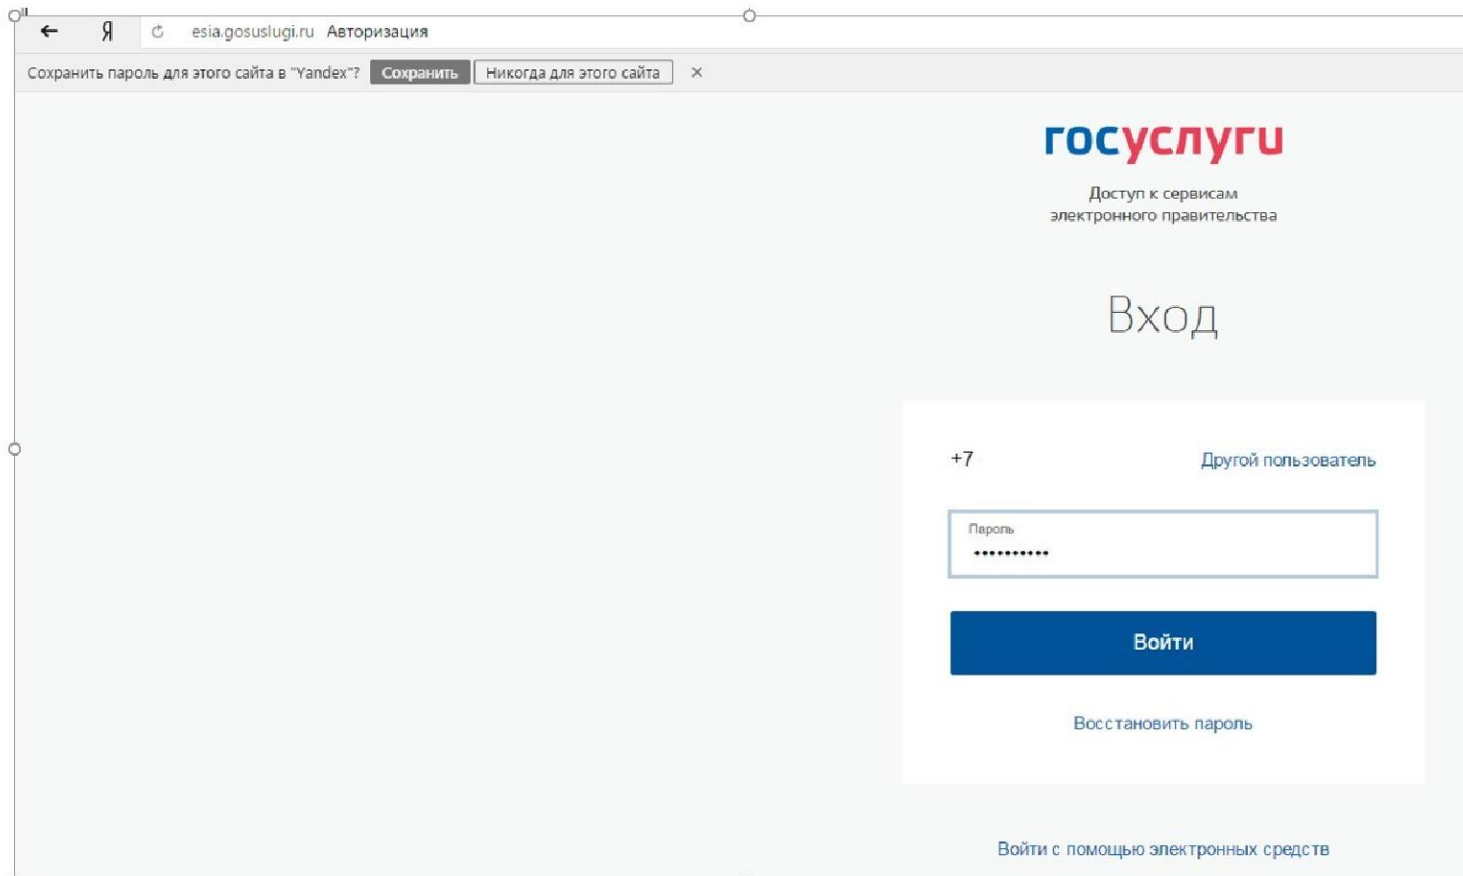 Я esia.gosuslugi.ru Авторизация
Сохранить пароль для этого сайта в "Yandex"? Сохранить Никогда для этого сайта ×
госуслуги
Доступ к сервисам
электронного правительства
Вход
+7 Другой пользователь
Пароль
••••••••••
Войти
Восстановить пароль
Войти с помощью электронных средств